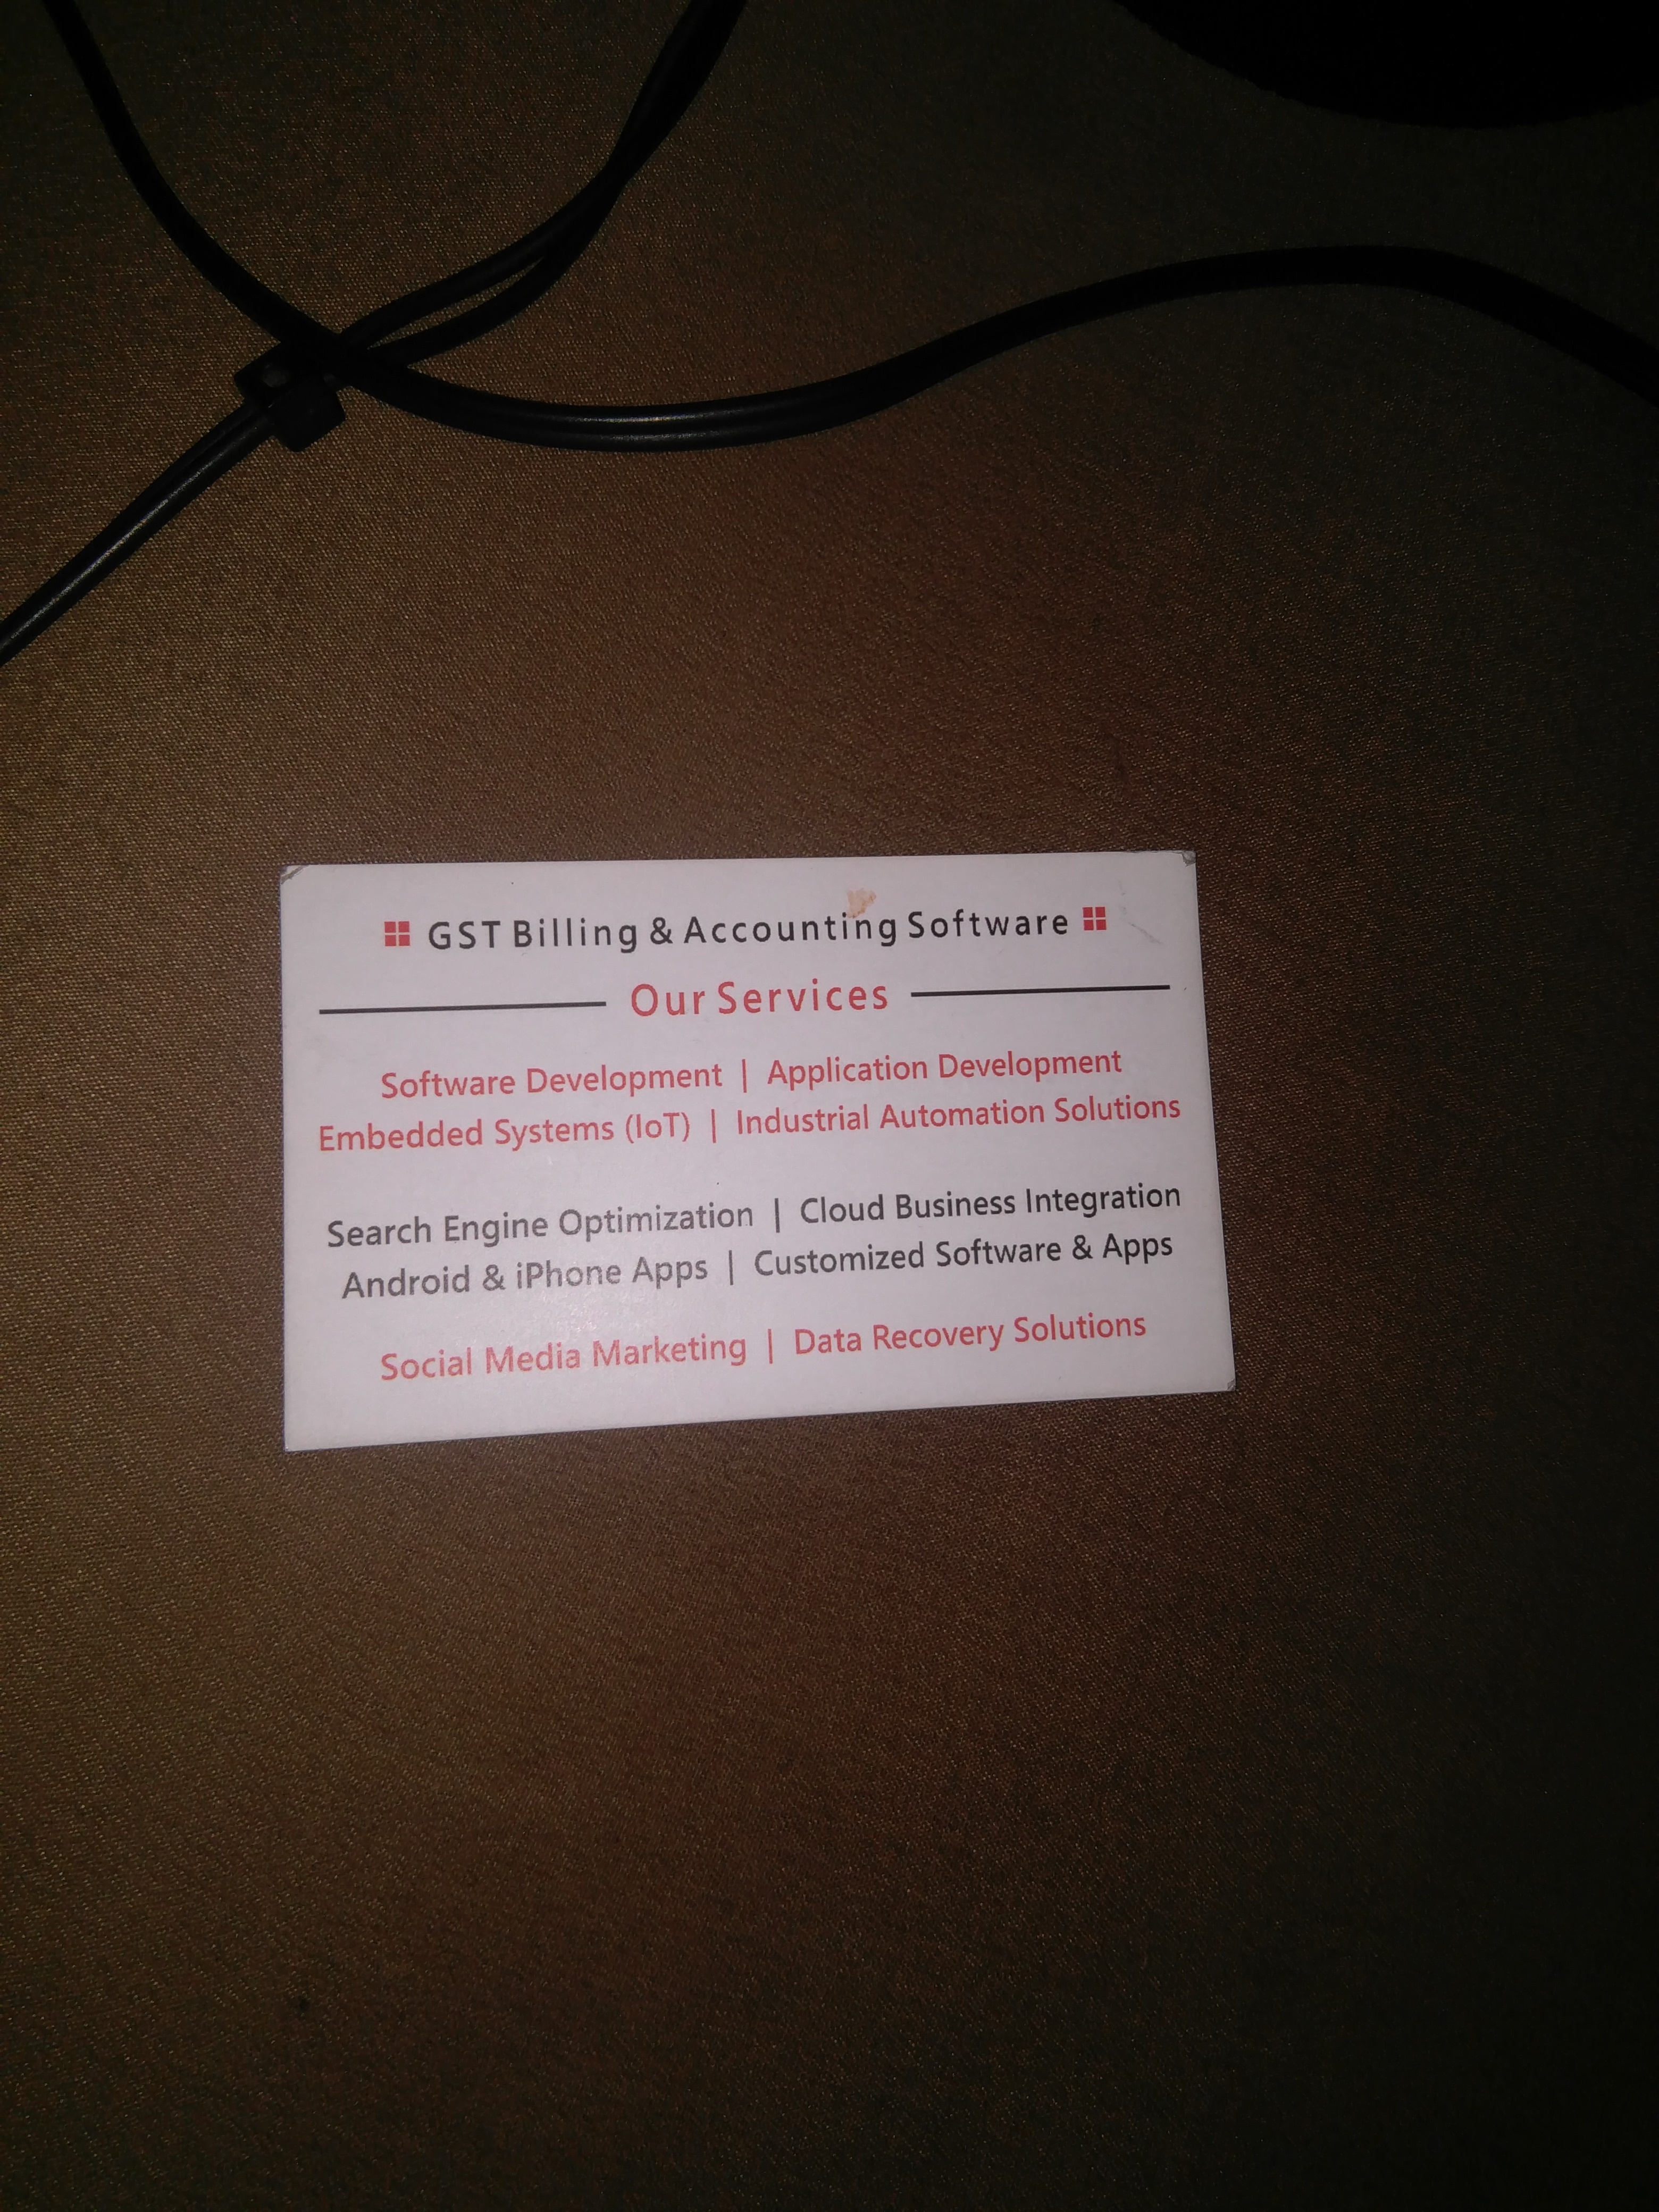 GST Billing & Accounting Software
Our Services
Software Development | Application Development
Embedded Systems (IoT) | Industrial Automation Solutions
Search Engine Optimization | Cloud Business Integration
Android & iPhone Apps | Customized Software & Apps
Social Media Marketing | Data Recovery Solutions